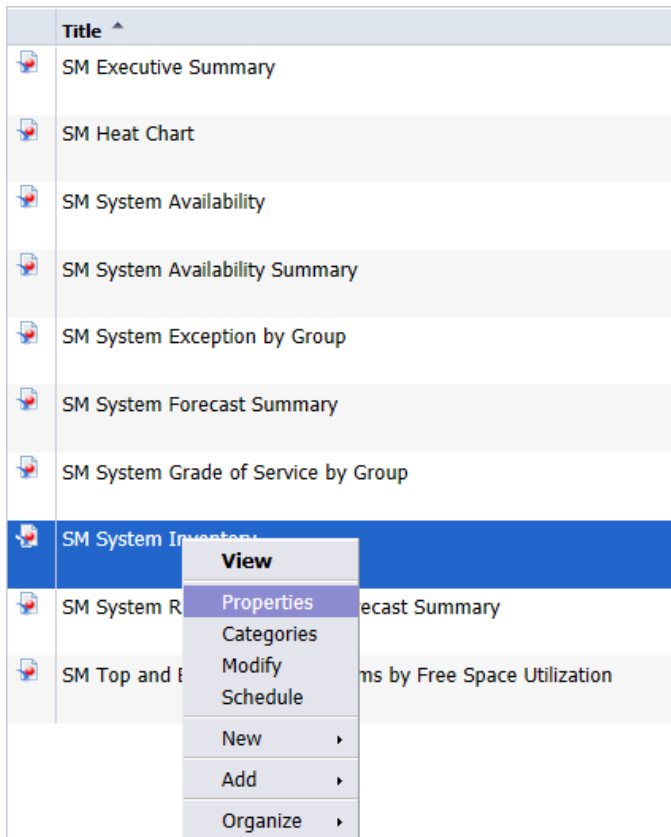 Title
SM Executive Summary
SM Heat Chart
SM System Availability
SM System Availability Summary
SM System Exception by Group
SM System Forecast Summary
SM System Grade of Service by Group
SM System Inventory
View
Properties
SM System R ecast Summary
Categories
Modify
SM Top and ms by Free Space Utilization
Schedule
New
Add
Organize